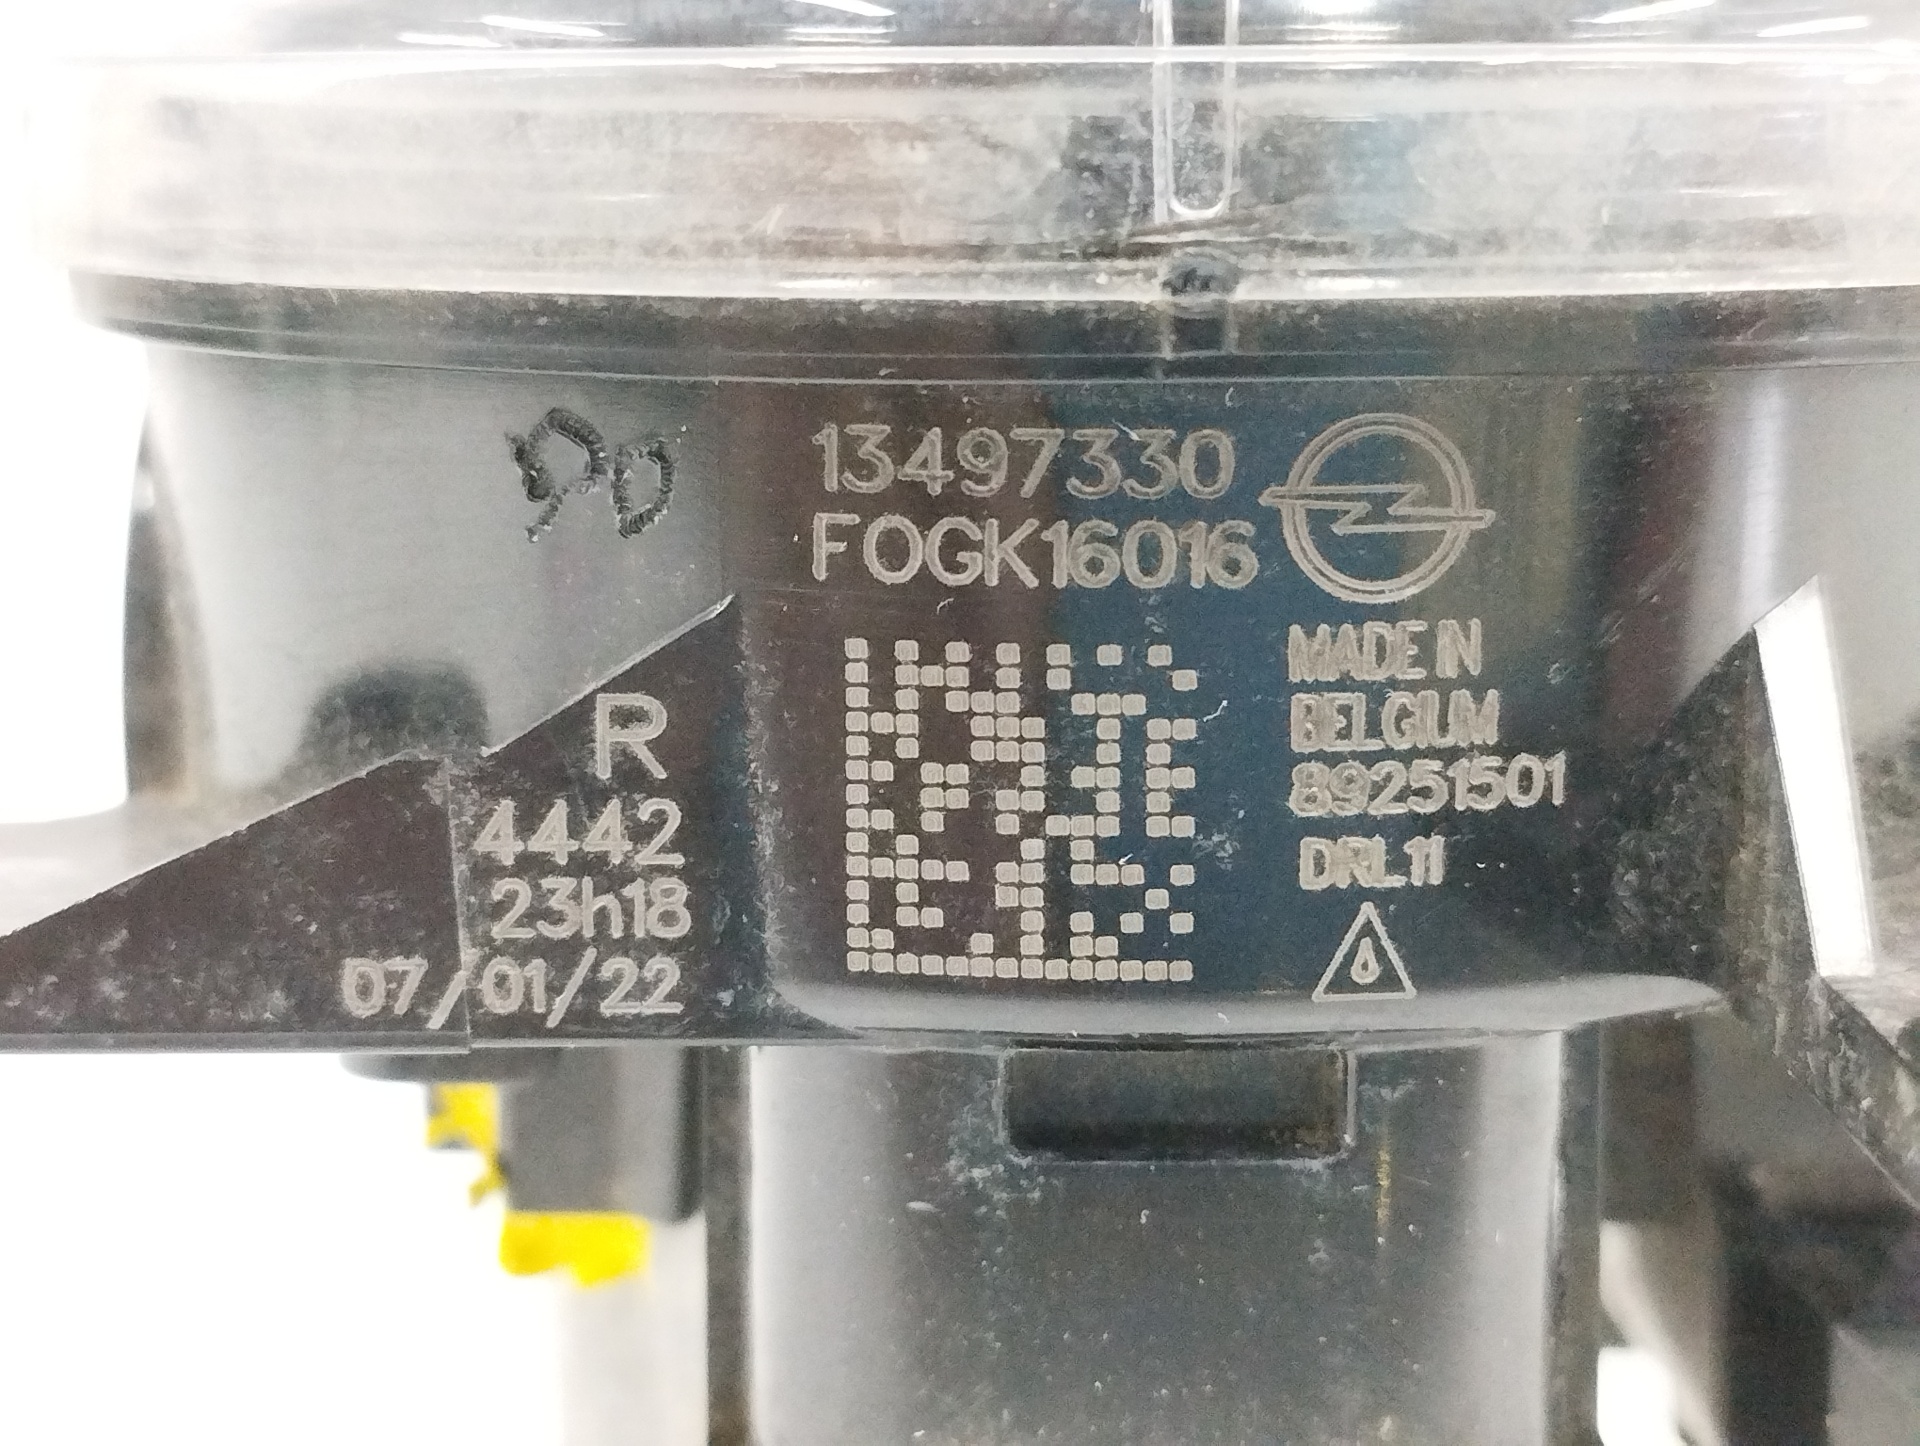 13497330
FOGK16016
MADE IN
BELGIUM
89251501
DRL11
R
4442
23h18
07/01/22